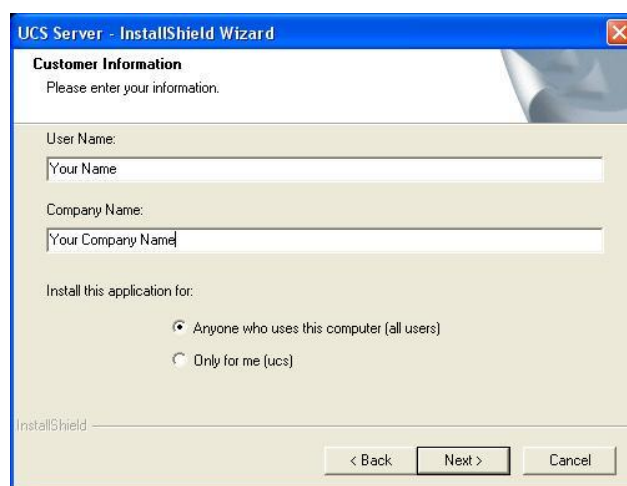 UCS Server - InstallShield Wizard
Customer Information
Please enter your information.
User Name:
Your Name
Company Name:
Your Company Name
Install this application for:
Anyone who uses this computer (all users)
Only for me (ucs)
InstallShield
< Back Next > Cancel